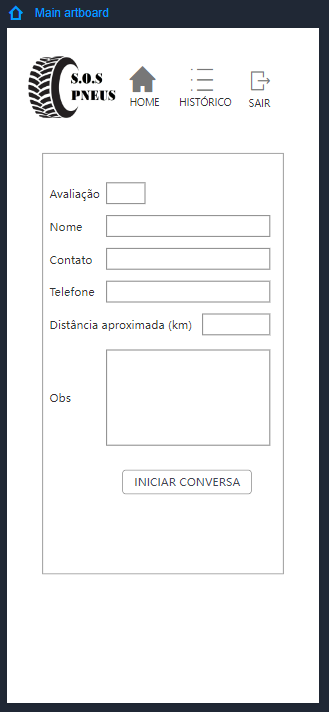 Main artboard
S.O.S
PNEUS
HOME
HISTÓRICO
SAIR
Avaliação
Nome
Contato
Telefone
Distância aproximada (km)
Obs
INICIAR CONVERSA